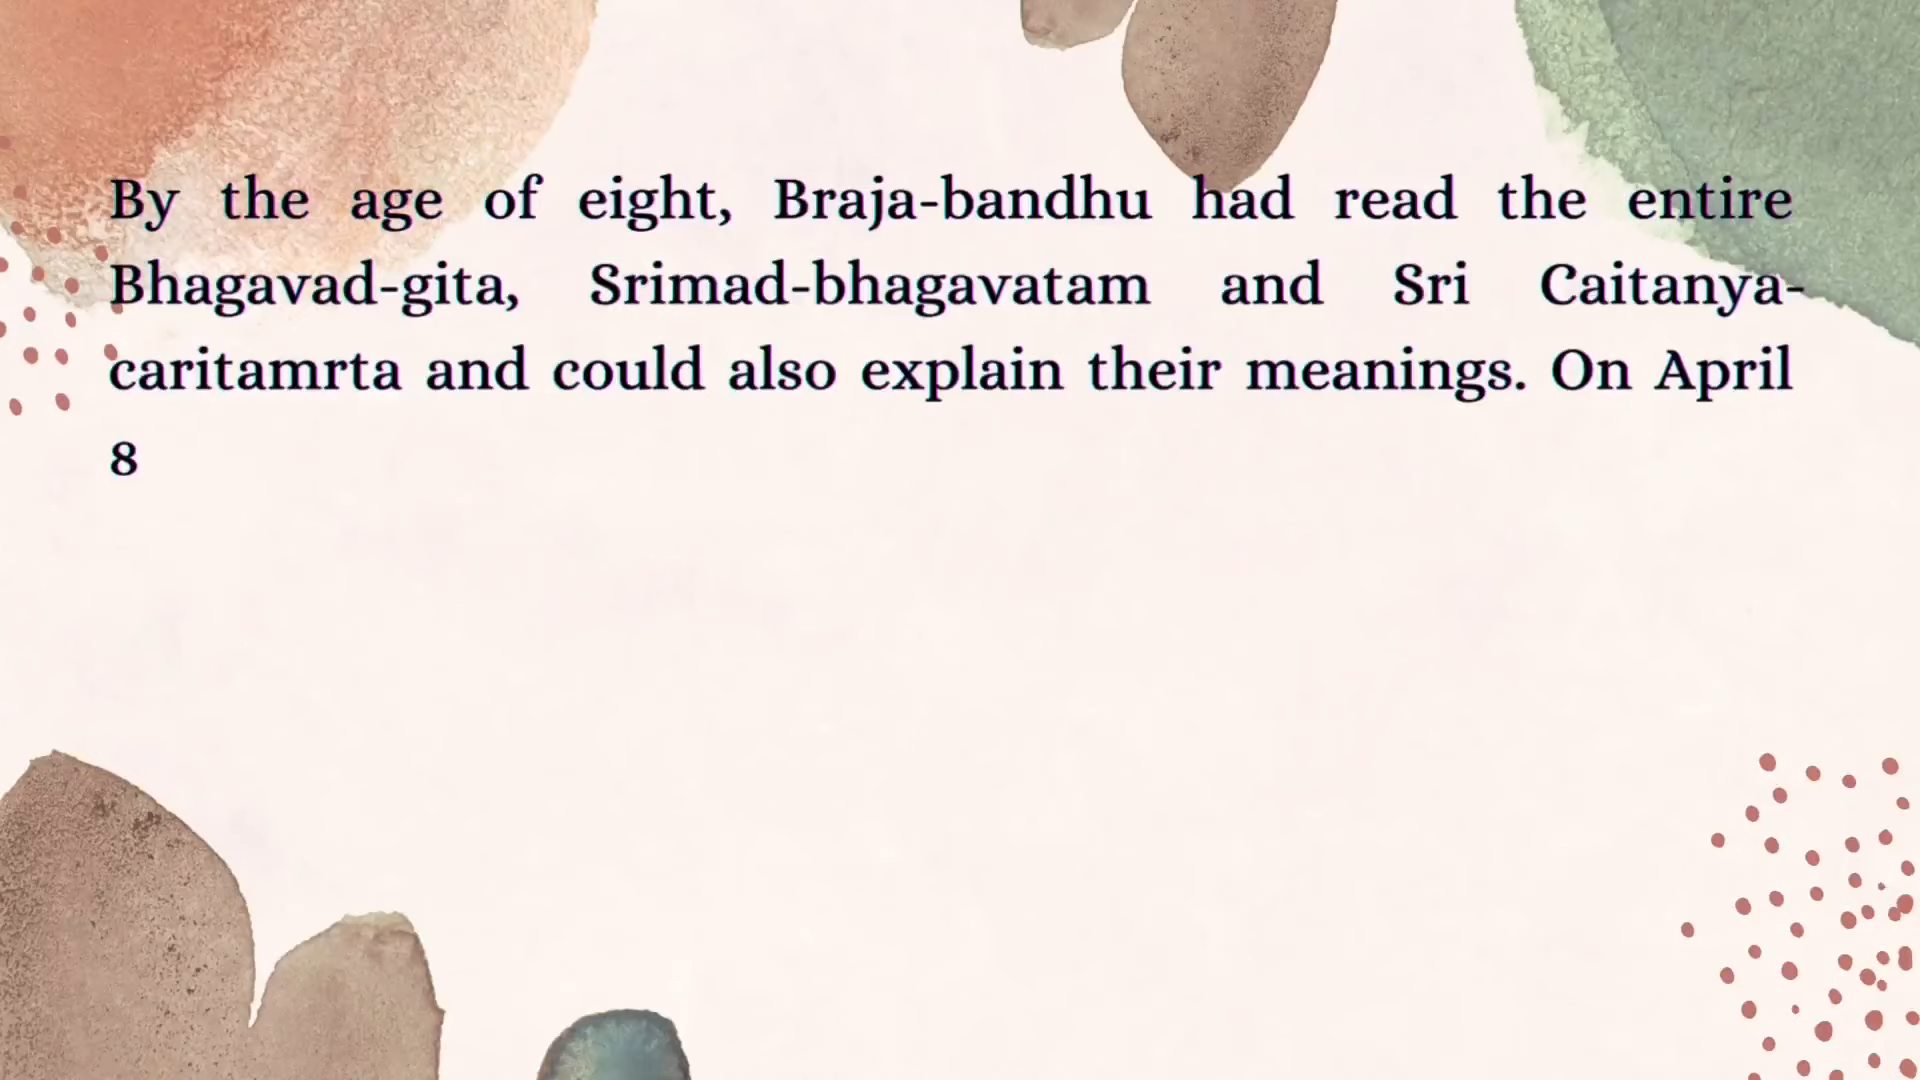 By the age of eight, Braja-bandhu had read the entire
Bhagavad-gita, Srimad-bhagavatam and Sri Caitanya-
caritamrta and could also explain their meanings. On April
8